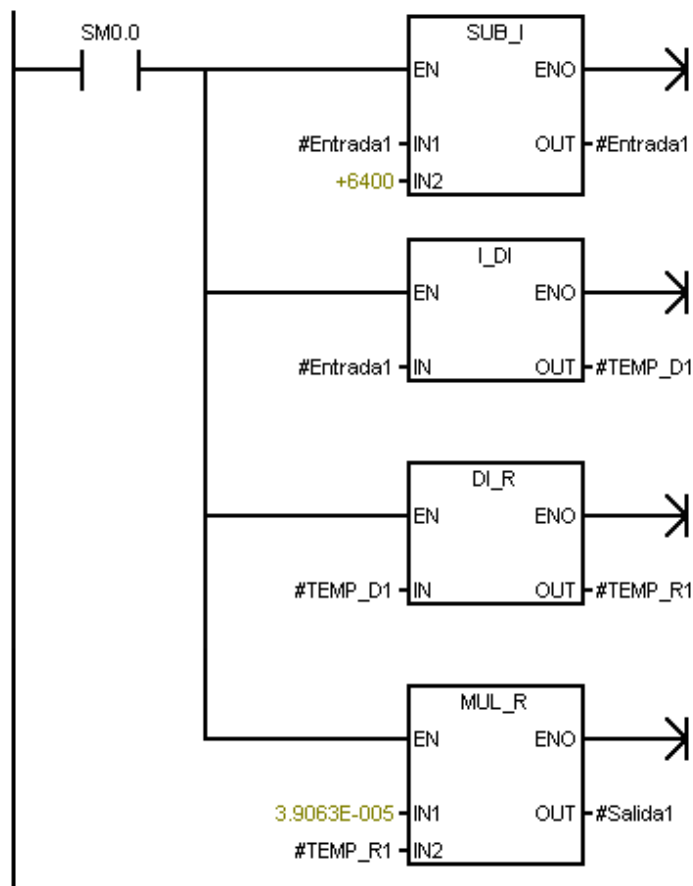 SM0.0
SUB_I
EN ENO
#Entrada1 IN1 OUT #Entrada1
+6400 IN2
I_DI
EN ENO
#Entrada1 IN OUT #TEMP_D1
DI_R
EN ENO
#TEMP_D1 IN OUT #TEMP_R1
MUL_R
EN ENO
3.9063E-005 IN1 OUT #Salida1
#TEMP_R1 IN2